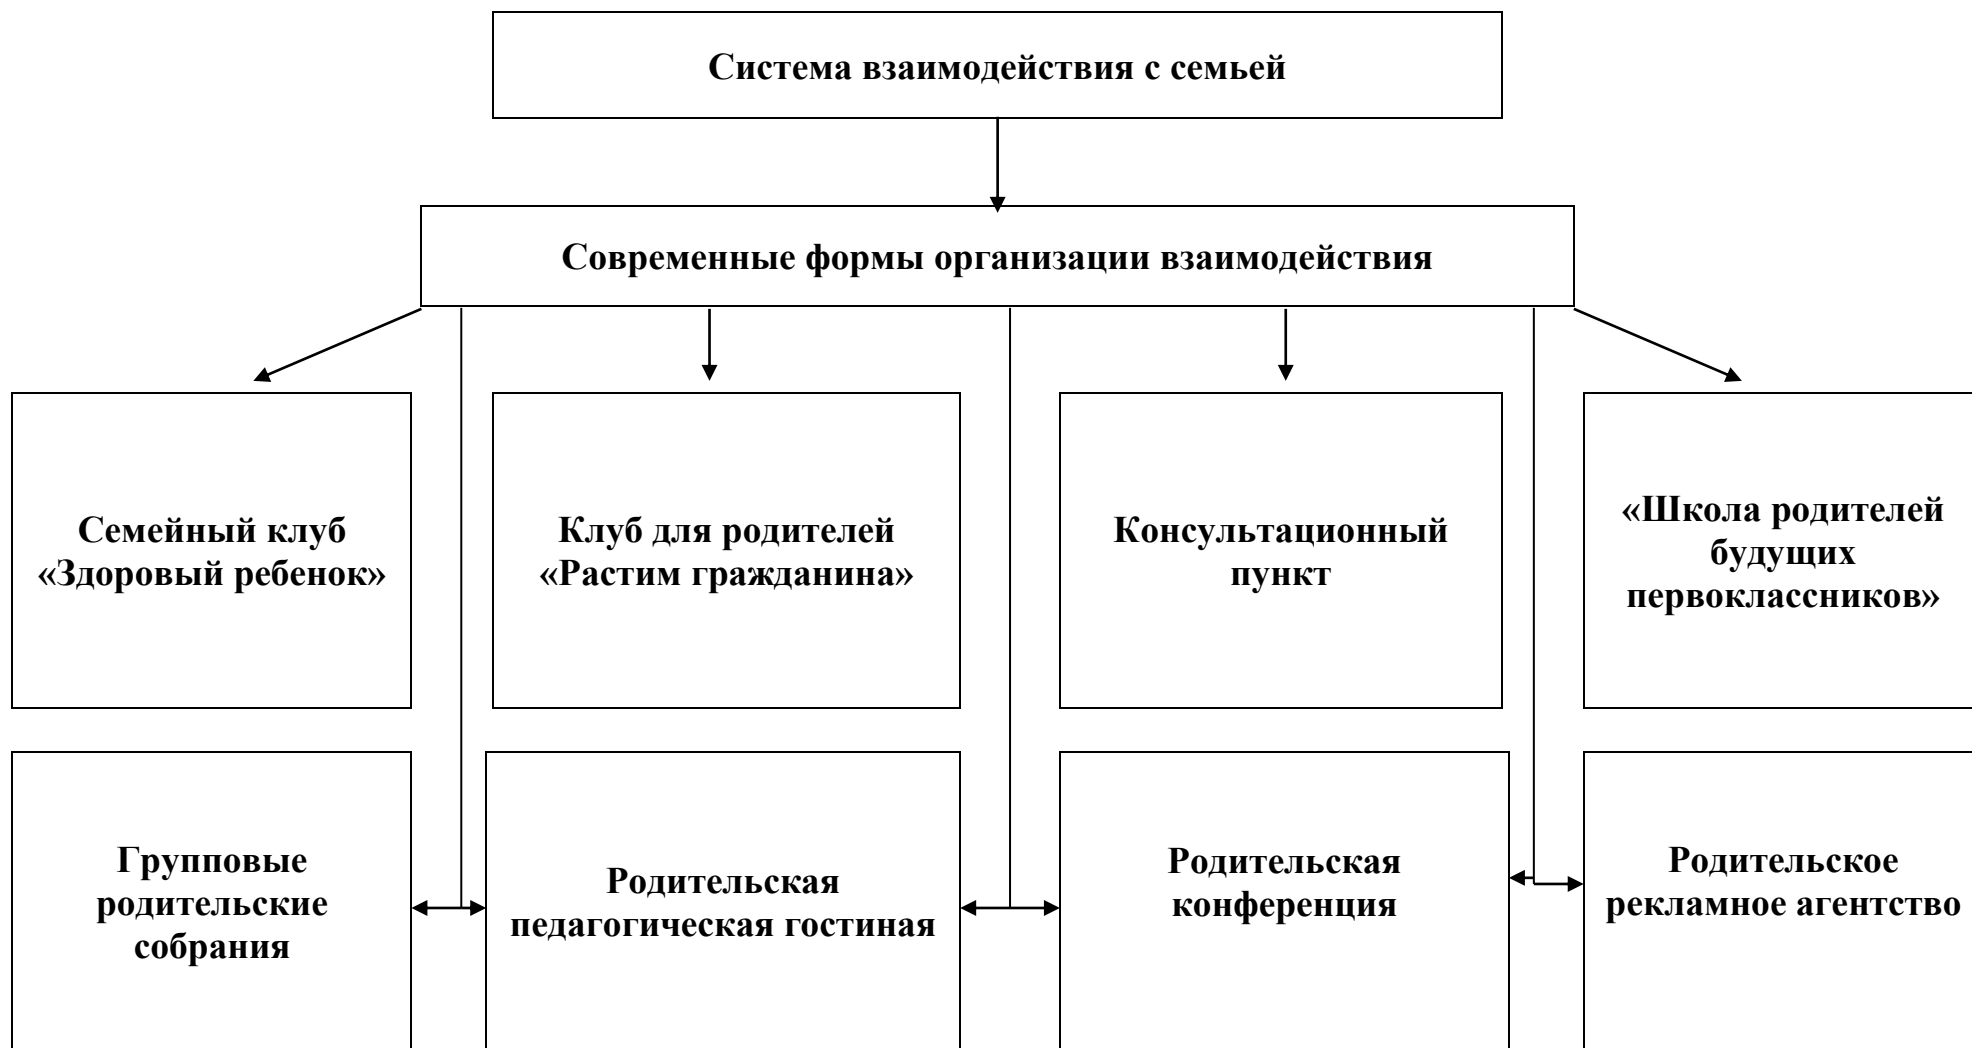 Система взаимодействия с семьей
Современные формы организации взаимодействия
Семейный клуб
«Здоровый ребенок»
Клуб для родителей
«Растим гражданина»
Консультационный
пункт
«Школа родителей
будущих
первоклассников»
Групповые
родительские
собрания
Родительская
педагогическая гостиная
Родительская
конференция
Родительское
рекламное агентство